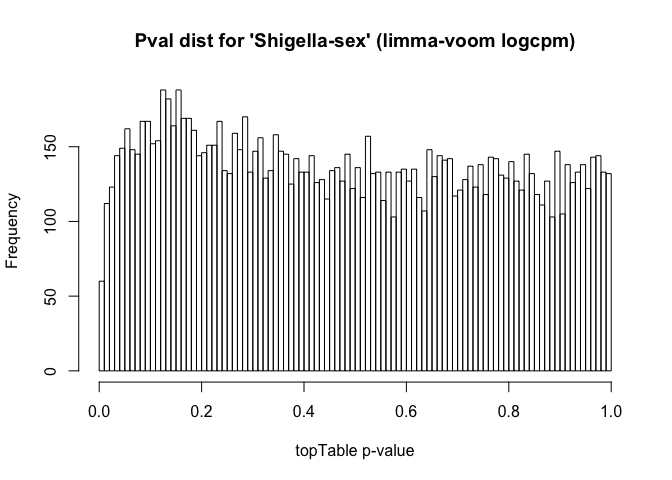 Pval dist for 'Shigella-sex' (limma-voom logcpm)
Frequency
150
100
50
0
0.0 0.2 0.4 0.6 0.8 1.0
topTable p-value